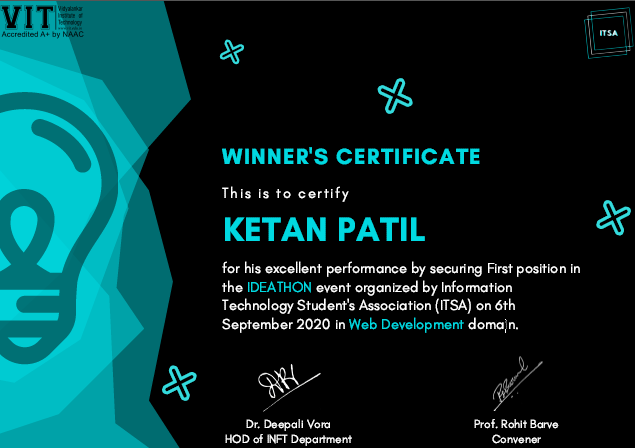 VIT
Vidyalankar
Institute of
Technology
Accredited A+ by NAAC
ITSA
WINNER'S CERTIFICATE
This is to certify
KETAN PATIL
for his excellent performance by securing First position in
the IDEATHON event organized by Information
Technology Student's Association (ITSA) on 6th
September 2020 in Web Development domain.
Dr. Deepali Vora
HOD of INFT Department
Prof. Rohit Barve
Convener